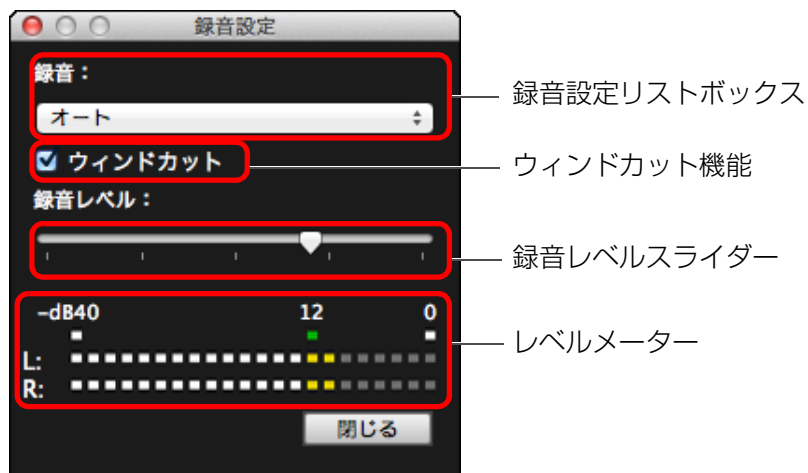 録音設定
録音：
オート
録音設定リストボックス
ウィンドカット
ウィンドカット機能
録音レベル：
録音レベルスライダー
-dB40 12 0
レベルメーター
L:
R:
閉じる